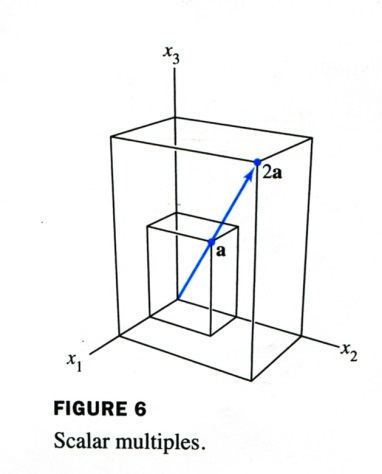 x₃
2a
a
x₁
x₂
FIGURE 6
Scalar multiples.